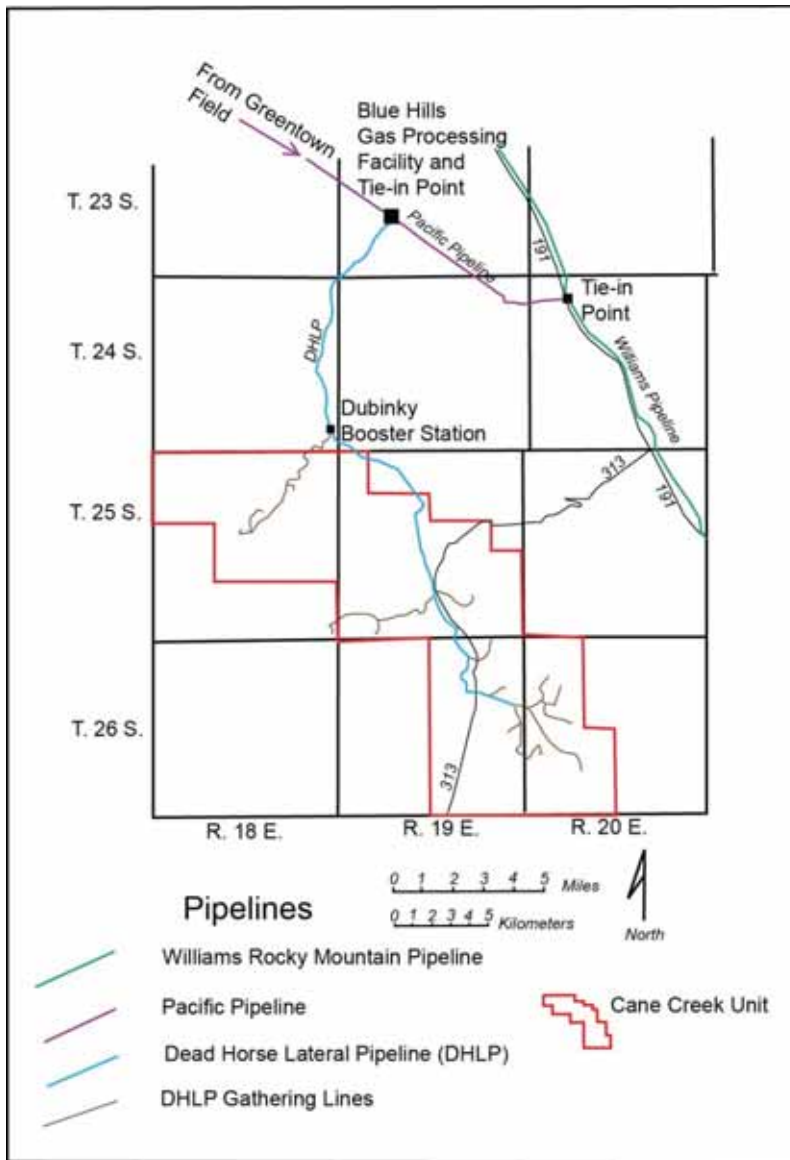 From Greentown
Field
Blue Hills
Gas Processing
Facility and
Tie-in Point
T. 23 S.
Pacific Pipeline
191
Tie-in
Point
T. 24 S.
DHLP
Williams Pipeline
Dubinky
Booster Station
313
191
T. 25 S.
T. 26 S.
313
R. 18 E.
R. 19 E.
R. 20 E.
0 1 2 3 4 5 Miles
0 1 2 3 4 5 Kilometers
North
Pipelines
Williams Rocky Mountain Pipeline
Pacific Pipeline
Cane Creek Unit
Dead Horse Lateral Pipeline (DHLP)
DHLP Gathering Lines